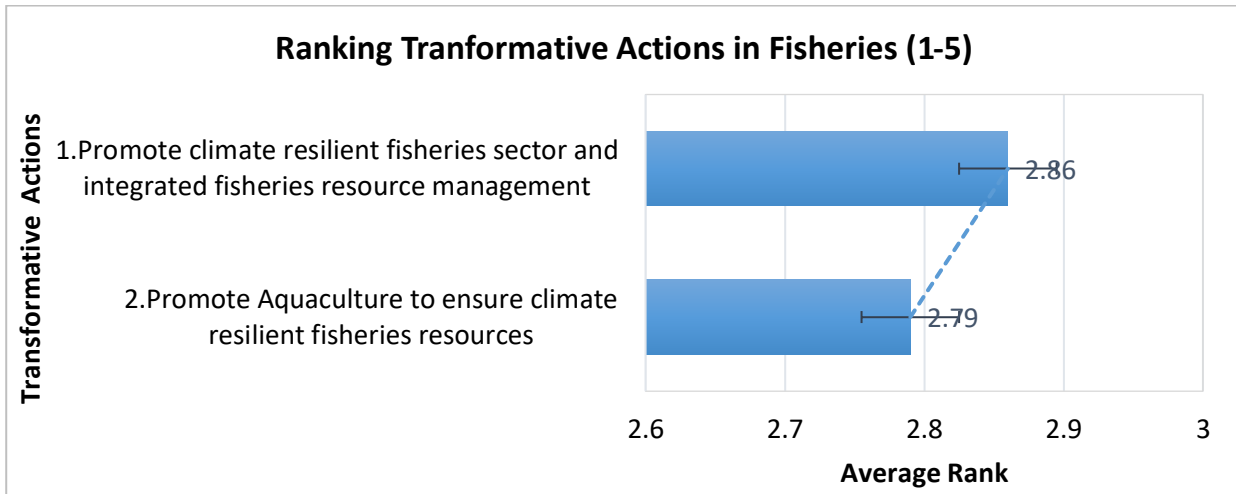 Ranking Tranformative Actions in Fisheries (1-5)
Transformative Actions
1.Promote climate resilient fisheries sector and
integrated fisheries resource management
2.86
2.Promote Aquaculture to ensure climate
resilient fisheries resources
2.79
2.6 2.7 2.8 2.9 3
Average Rank